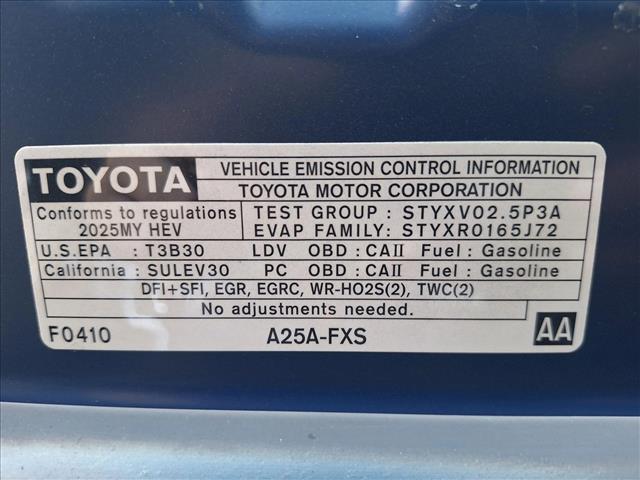 TOYOTA
VEHICLE EMISSION CONTROL INFORMATION
TOYOTA MOTOR CORPORATION
Conforms to regulations
2025MY HEV
TEST GROUP : STYXV02.5P3A
EVAP FAMILY: STYXR0165J72
U.S.EPA : T3B30 LDV OBD : CAII Fuel : Gasoline
California : SULEV30 PC OBD : CAII Fuel : Gasoline
DFI+SFI, EGR, EGRC, WR-HO2S(2), TWC(2)
No adjustments needed.
F0410 A25A-FXS AA